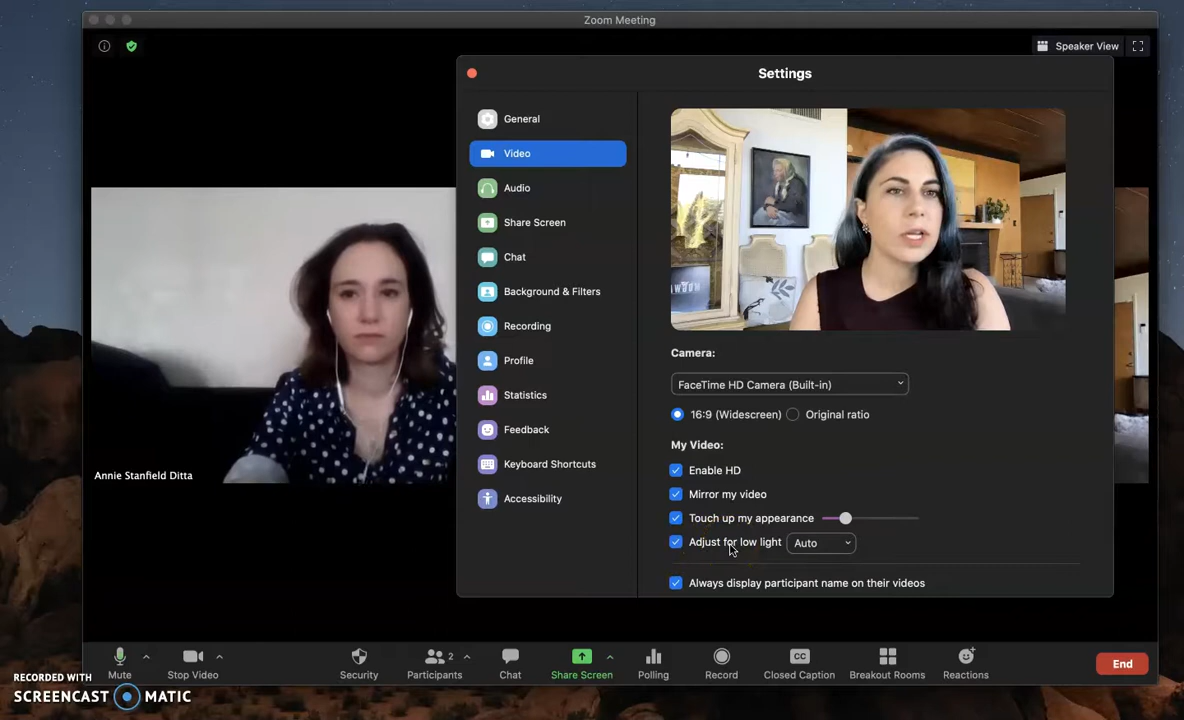 Zoom Meeting
Speaker View
Settings
General
Video
Audio
Share Screen
Chat
Background & Filters
Recording
Profile
Statistics
Feedback
Keyboard Shortcuts
Accessibility
Camera:
FaceTime HD Camera (Built-in)
16:9 (Widescreen) Original ratio
My Video:
Enable HD
Mirror my video
Touch up my appearance
Adjust for low light Auto
Always display participant name on their videos
Annie Stanfield Ditta
Mute Stop Video Security Participants 2 Chat Share Screen Polling Record CC Closed Caption Breakout Rooms Reactions End
RECORDED WITH
SCREENCAST MATIC